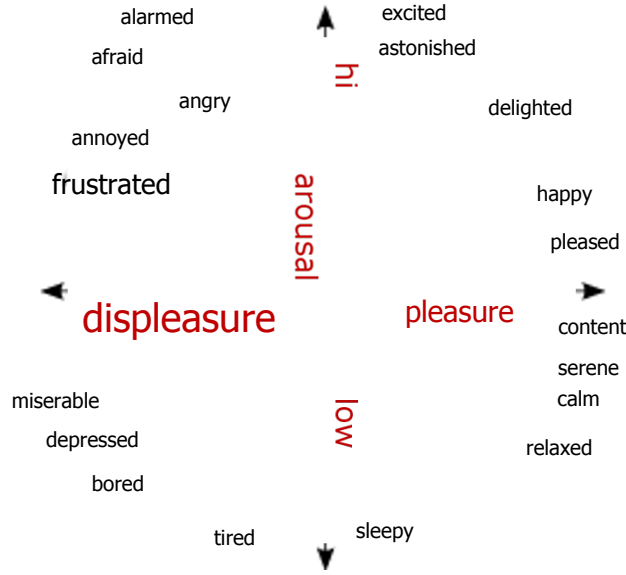 alarmed
excited
afraid
astonished
hi
angry
delighted
annoyed
frustrated
arousal
happy
pleased
displeasure
pleasure
content
serene
miserable
calm
low
depressed
relaxed
bored
tired
sleepy